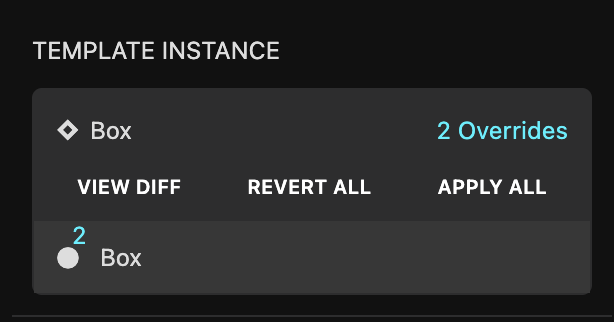 TEMPLATE INSTANCE
Box 2 Overrides
VIEW DIFF REVERT ALL APPLY ALL
2
Box